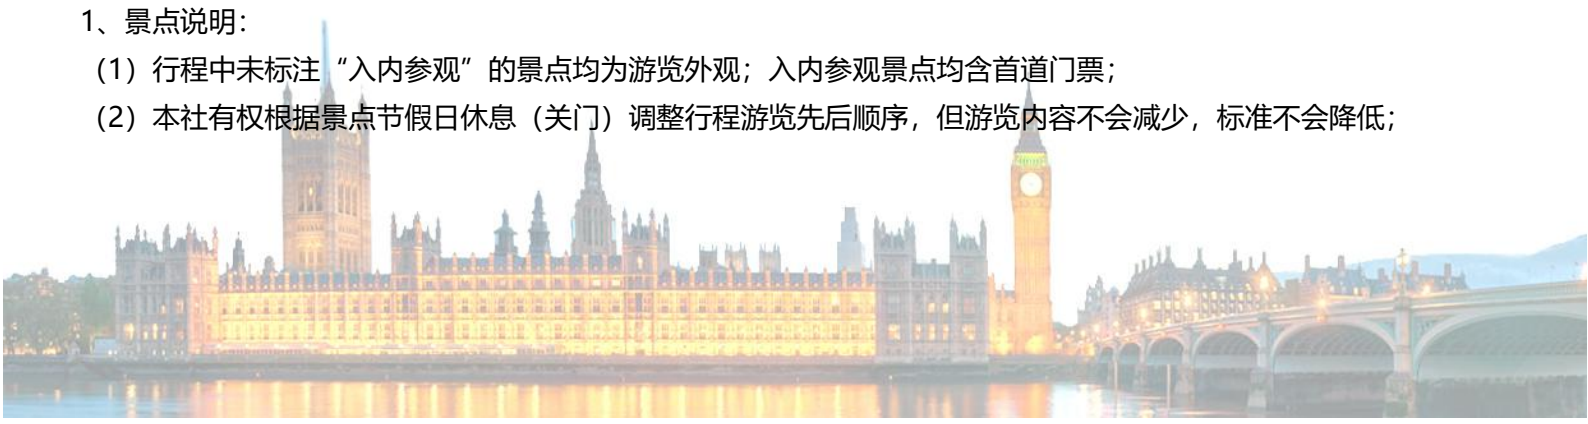 1、景点说明：
（1）行程中未标注“入内参观”的景点均为游览外观；入内参观景点均含首道门票；
（2）本社有权根据景点节假日休息（关门）调整行程游览先后顺序，但游览内容不会减少，标准不会降低；